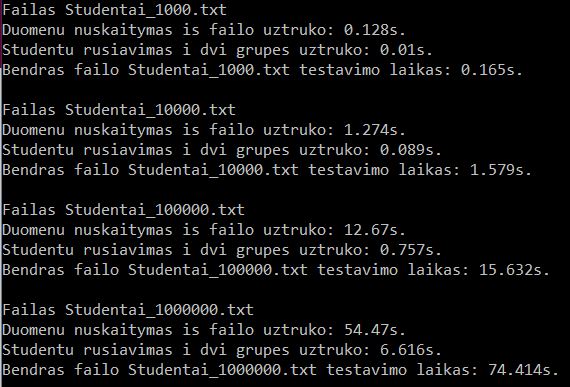 Failas Studentai_1000.txt
Duomenu nuskaitymas is failo uztruko: 0.128s.
Studentu rusiavimas i dvi grupes uztruko: 0.01s.
Bendras failo Studentai_1000.txt testavimo laikas: 0.165s.
Failas Studentai_10000.txt
Duomenu nuskaitymas is failo uztruko: 1.274s.
Studentu rusiavimas i dvi grupes uztruko: 0.089s.
Bendras failo Studentai_10000.txt testavimo laikas: 1.579s.
Failas Studentai_100000.txt
Duomenu nuskaitymas is failo uztruko: 12.67s.
Studentu rusiavimas i dvi grupes uztruko: 0.757s.
Bendras failo Studentai_100000.txt testavimo laikas: 15.632s.
Failas Studentai_1000000.txt
Duomenu nuskaitymas is failo uztruko: 54.47s.
Studentu rusiavimas i dvi grupes uztruko: 6.616s.
Bendras failo Studentai_1000000.txt testavimo laikas: 74.414s.